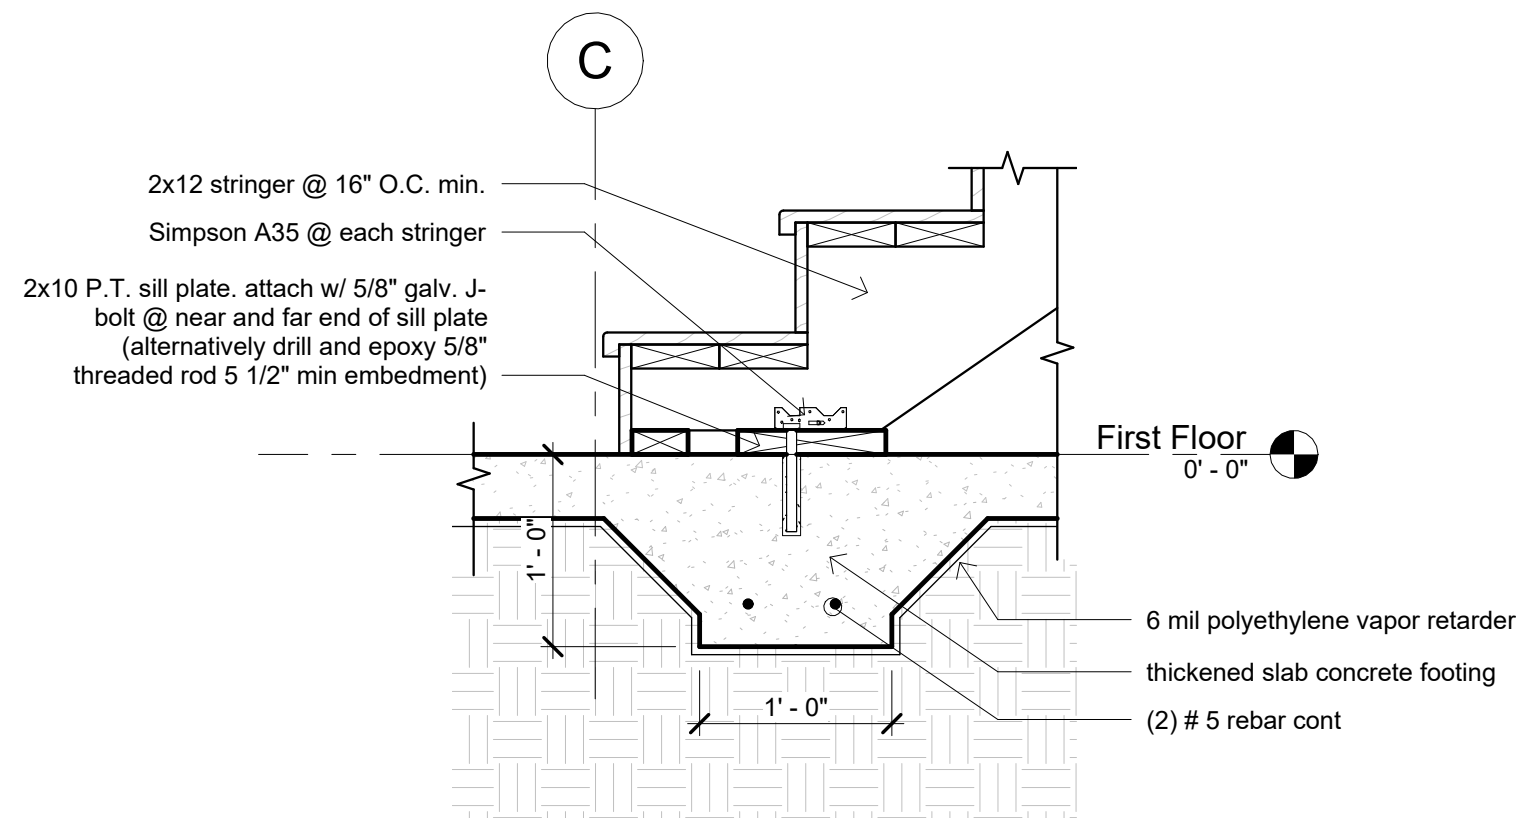 C
2x12 stringer @ 16" O.C. min.
Simpson A35 @ each stringer
2x10 P.T. sill plate. attach w/ 5/8" galv. J-
bolt @ near and far end of sill plate
(alternatively drill and epoxy 5/8"
threaded rod 5 1/2" min embedment)
First Floor
0' - 0"
1' - 0"
6 mil polyethylene vapor retarder
thickened slab concrete footing
1' - 0"
(2) # 5 rebar cont